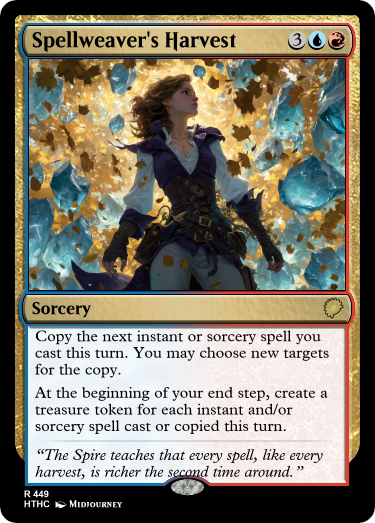 Spellweaver's Harvest 3
Sorcery
Copy the next instant or sorcery spell you
cast this turn. You may choose new targets
for the copy.
At the beginning of your end step, create a
treasure token for each instant and/or
sorcery spell cast or copied this turn.
“The Spire teaches that every spell, like every
harvest, is richer the second time around.”
R 449
HTHC Midjourney